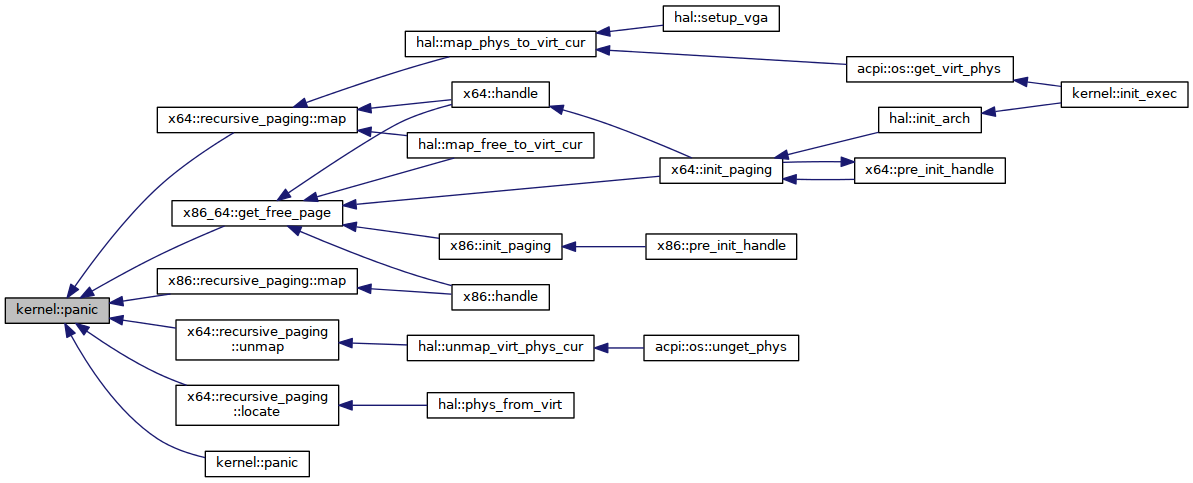 hal::setup_vga
hal::map_phys_to_virt_cur
acpi::os::get_virt_phys
x64::handle
kernel::init_exec
x64::recursive_paging::map
hal::init_arch
hal::map_free_to_virt_cur
x64::init_paging
x64::pre_init_handle
x86_64::get_free_page
x86::init_paging
x86::pre_init_handle
x86::recursive_paging::map
x86::handle
kernel::panic
x64::recursive_paging
::unmap
hal::unmap_virt_phys_cur
acpi::os::unget_phys
x64::recursive_paging
::locate
hal::phys_from_virt
kernel::panic